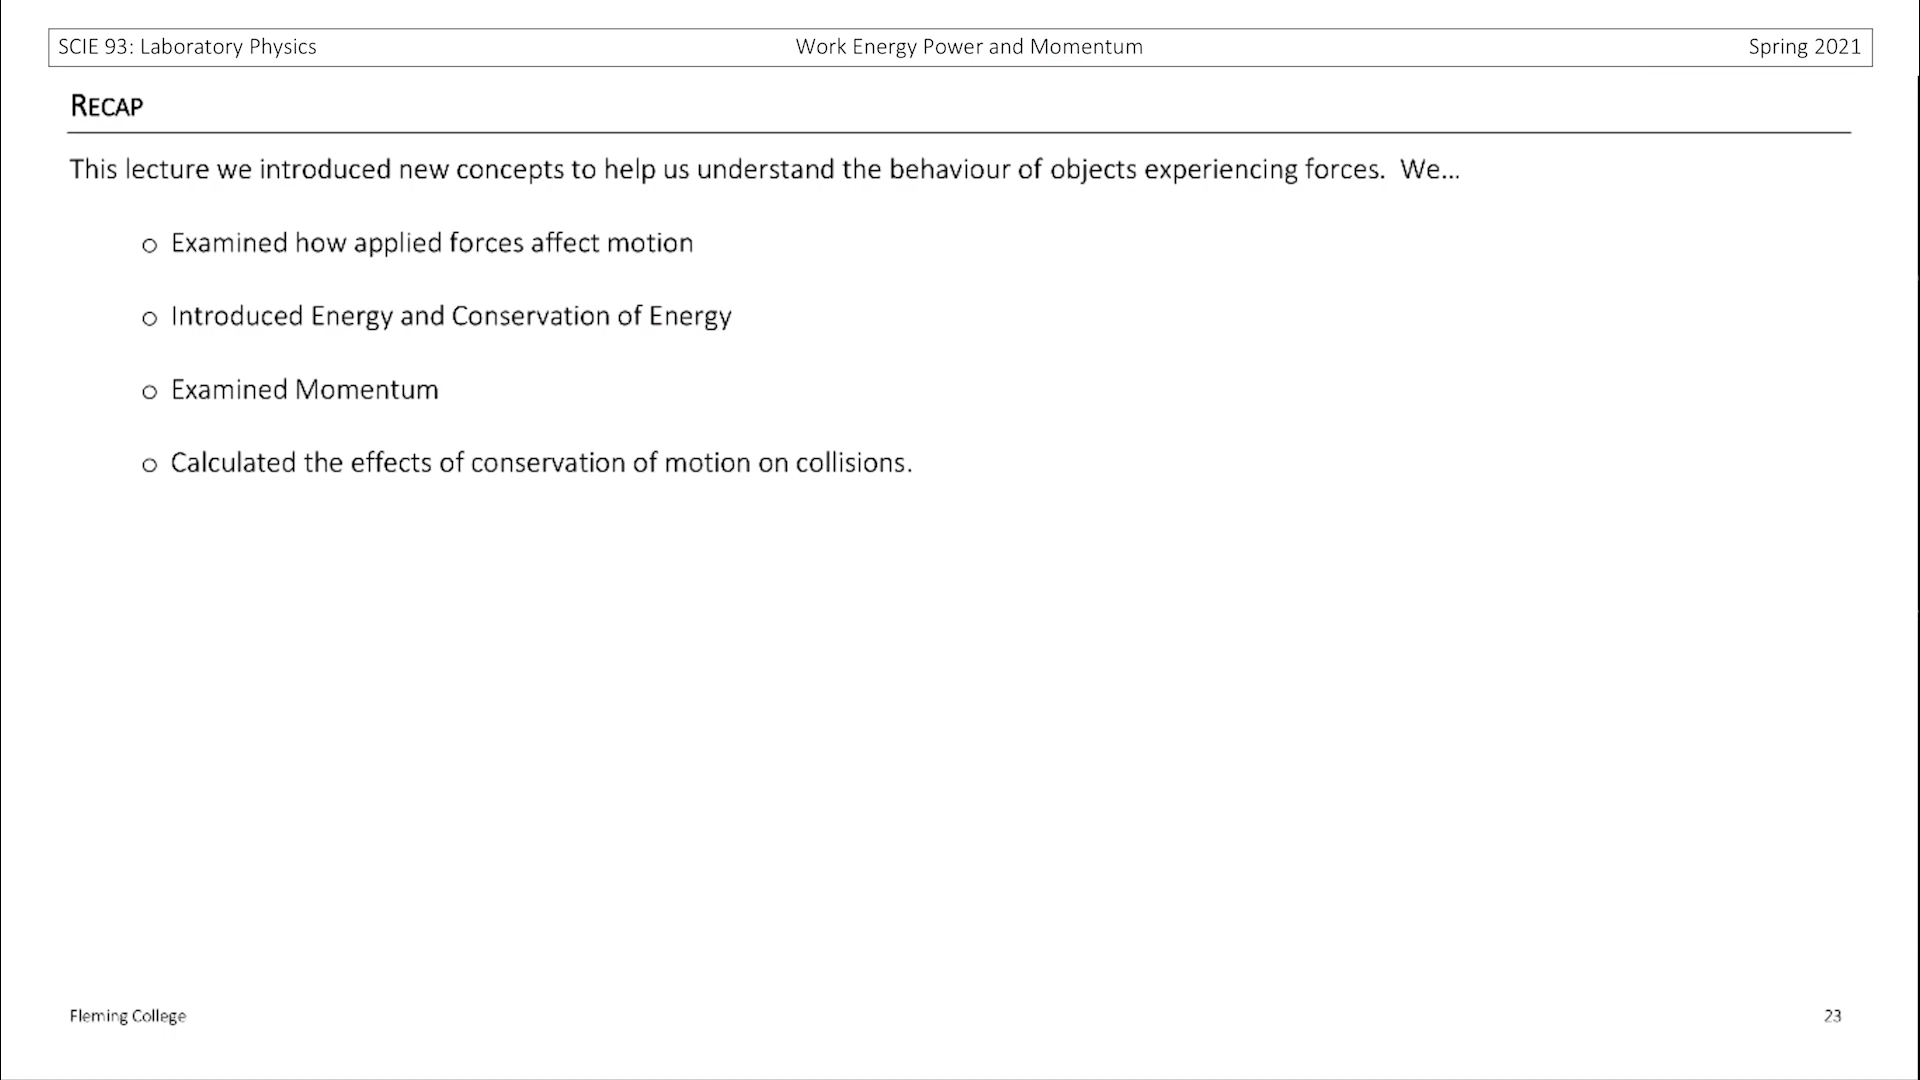 SCIE 93: Laboratory Physics Work Energy Power and Momentum Spring 2021
RECAP
This lecture we introduced new concepts to help us understand the behaviour of objects experiencing forces.  We...
o Examined how applied forces affect motion
o Introduced Energy and Conservation of Energy
o Examined Momentum
o Calculated the effects of conservation of motion on collisions.
Fleming College 23